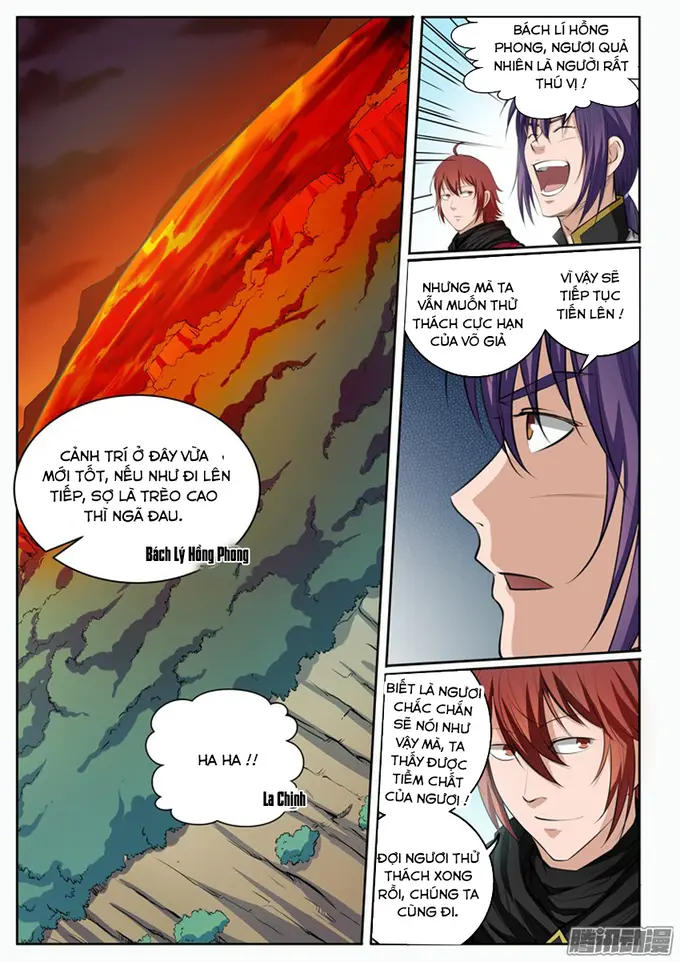 CẢNH TRÍ Ở ĐÂY VỪA
MỚI TỐT, NẾU NHƯ ĐI LÊN
TIẾP, SỢ LÀ TRÈO CAO
THÌ NGÃ ĐAU.
Bách Lý Hồng Phong
HA HA !!
La Chinh
BÁCH LÍ HỒNG
PHONG, NGƯƠI QUẢ
NHIÊN LÀ NGƯỜI RẤT
THÚ VỊ !
NHƯNG MÀ TA
VẪN MUỐN THỬ
THÁCH CỰC HẠN
CỦA VÕ GIẢ
VÌ VẬY SẼ
TIẾP TỤC
TIẾN LÊN !
BIẾT LÀ NGƯƠI
CHẮC CHẮN
SẼ NÓI NHƯ
VẬY MÀ, TA
THẤY ĐƯỢC
TIỀM CHẤT
CỦA NGƯƠI !
ĐỢI NGƯƠI THỬ
THÁCH XONG
RỒI, CHÚNG TA
CÙNG ĐI.
腾讯动漫